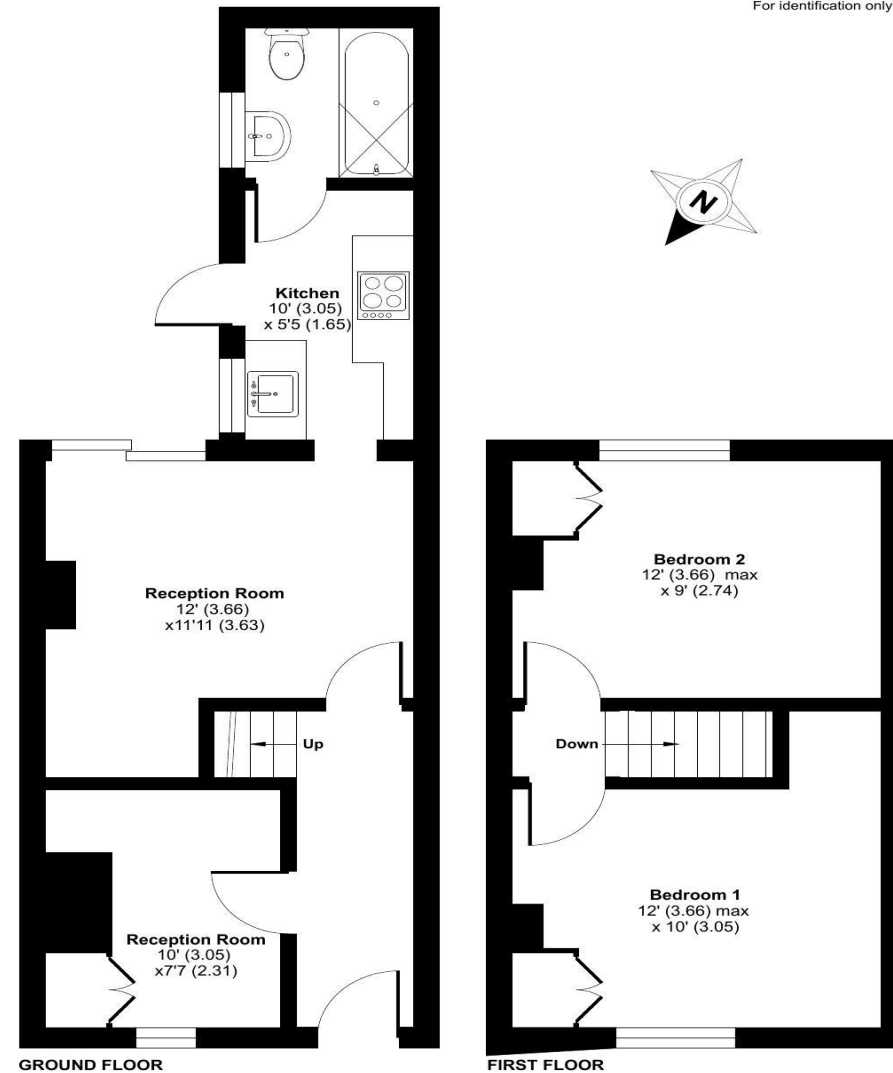 For identification only
N
Kitchen
10' (3.05)
x 5'5 (1.65)
Reception Room
12' (3.66)
x11'11 (3.63)
Up
Reception Room
10' (3.05)
x7'7 (2.31)
GROUND FLOOR
Bedroom 2
12' (3.66) max
x 9' (2.74)
Down
Bedroom 1
12' (3.66) max
x 10' (3.05)
FIRST FLOOR